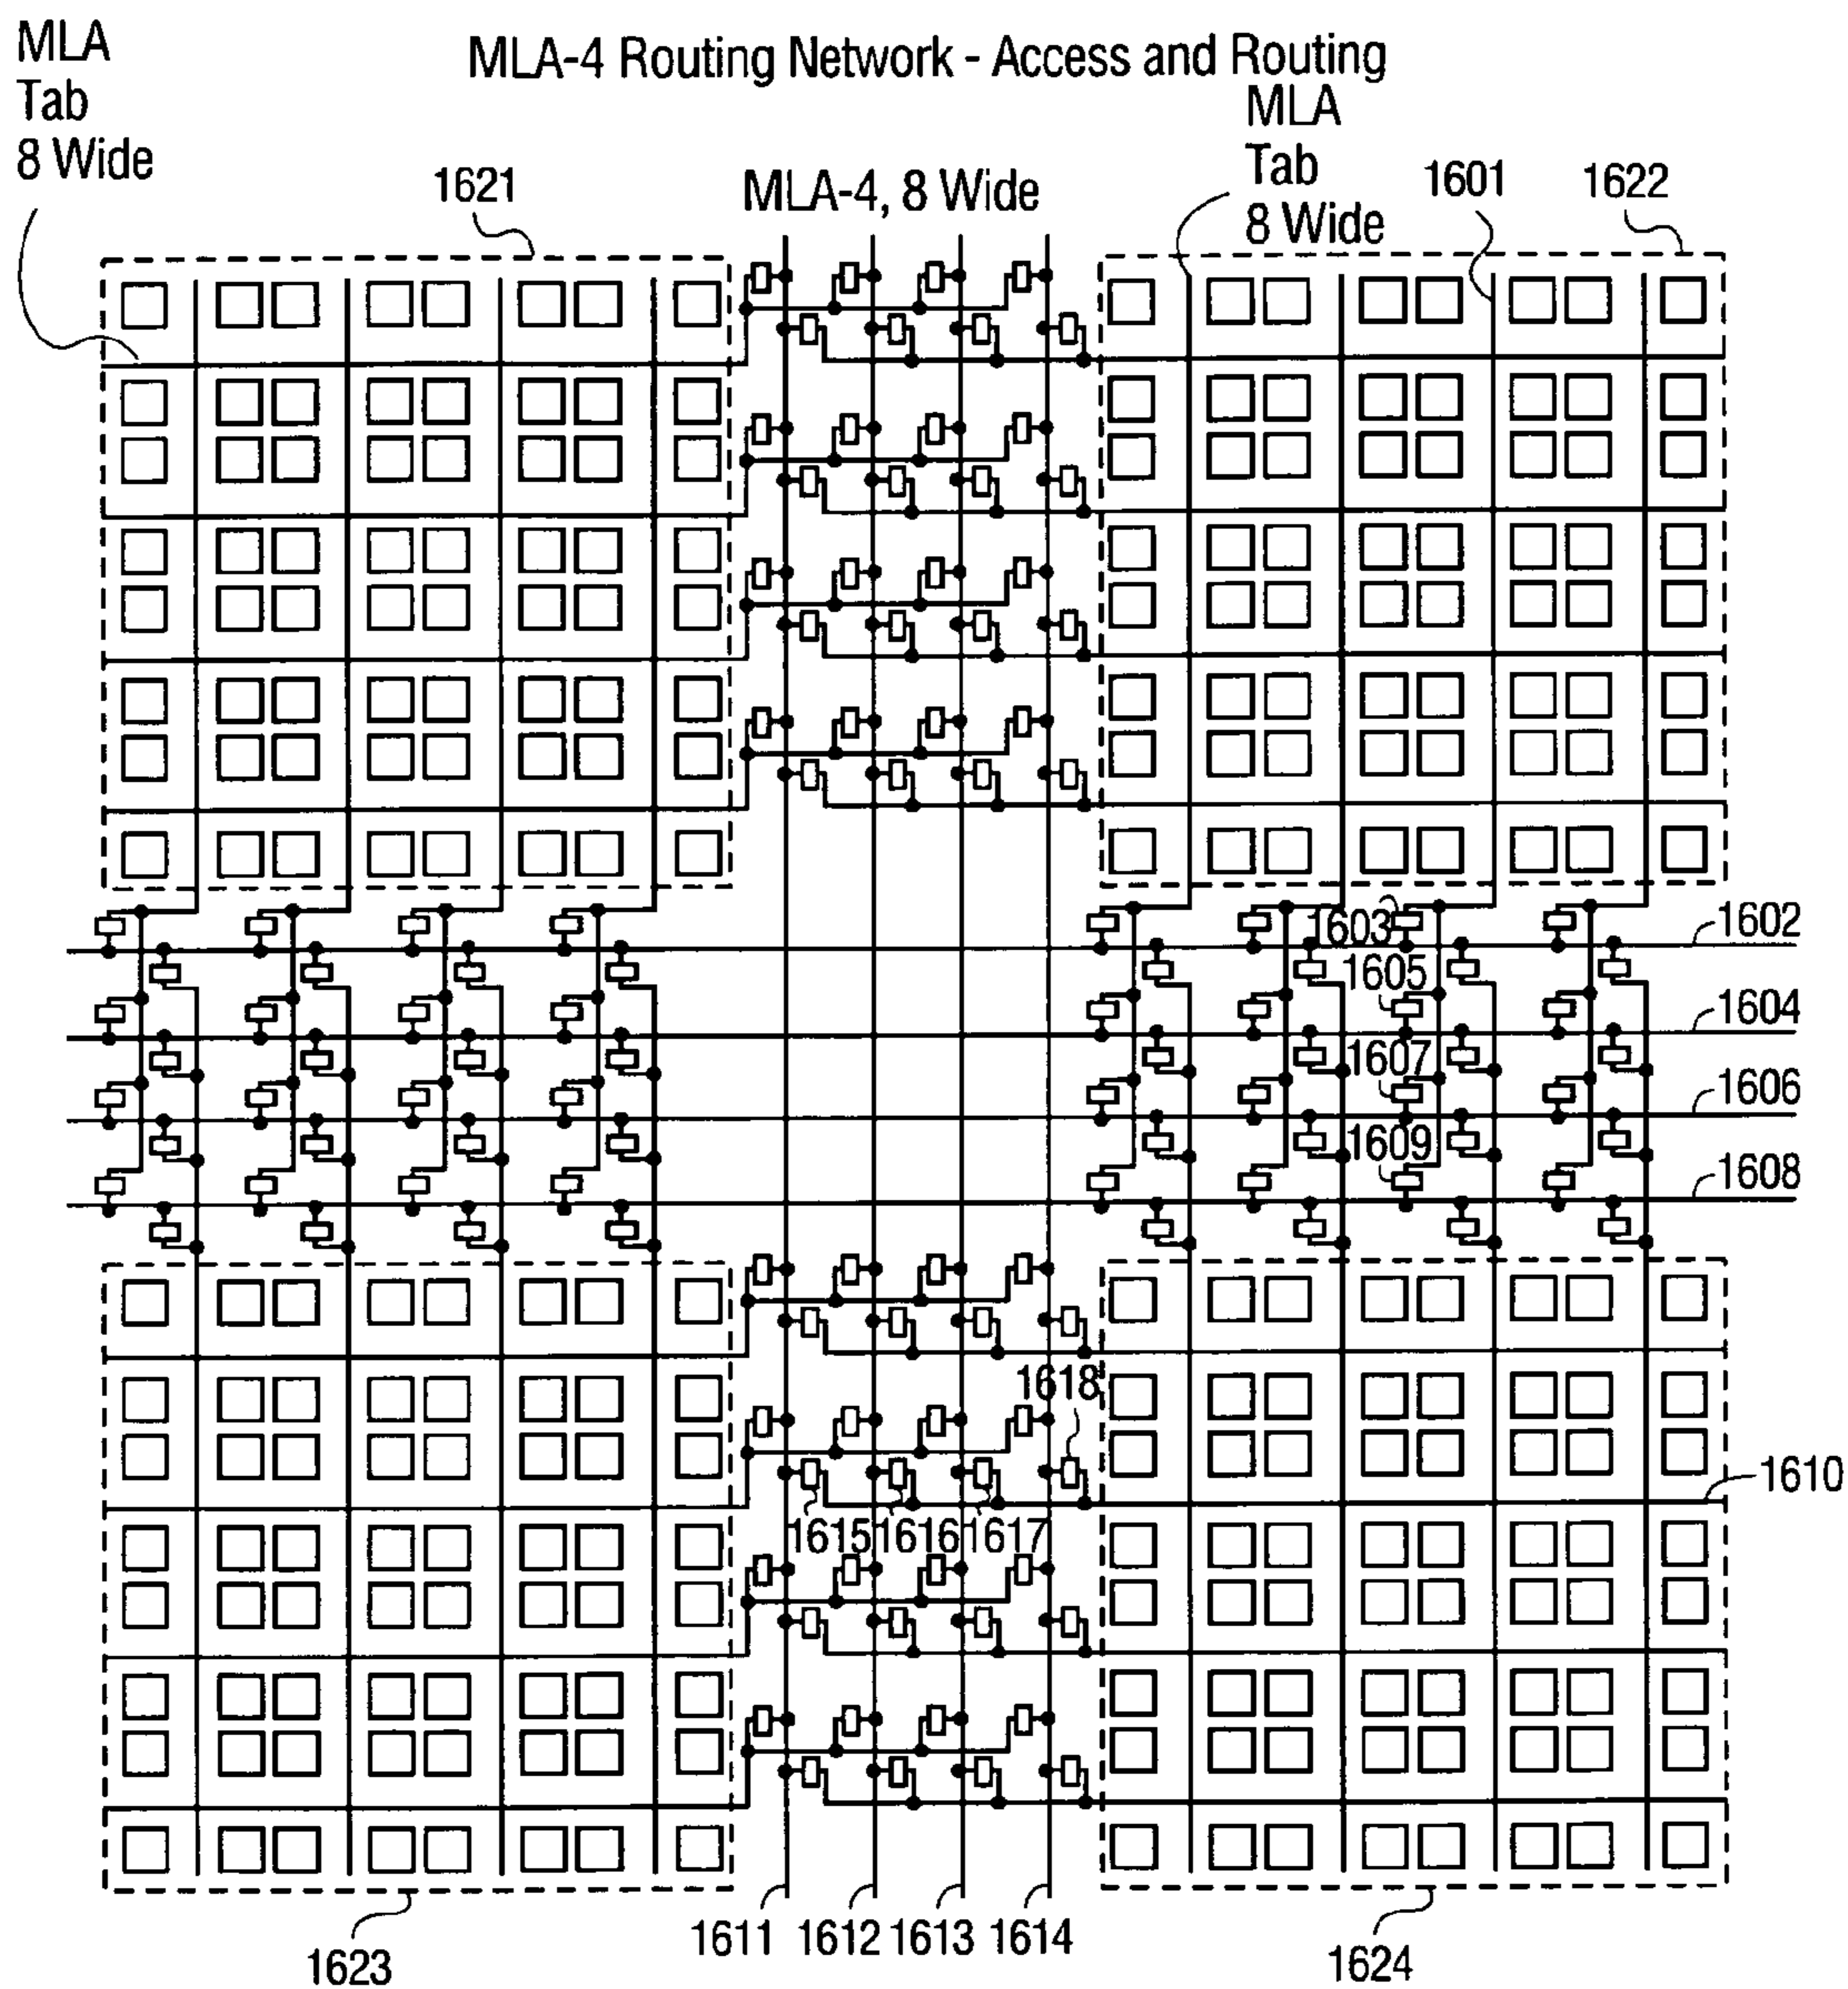 MLA
Tab
8 Wide
MLA-4 Routing Network - Access and Routing
MLA
Tab
8 Wide
1621
MLA-4, 8 Wide
1601
1622
1603
1602
1605
1604
1607
1606
1609
1608
1618
1610
1615
1616
1617
1611
1612
1613
1614
1623
1624